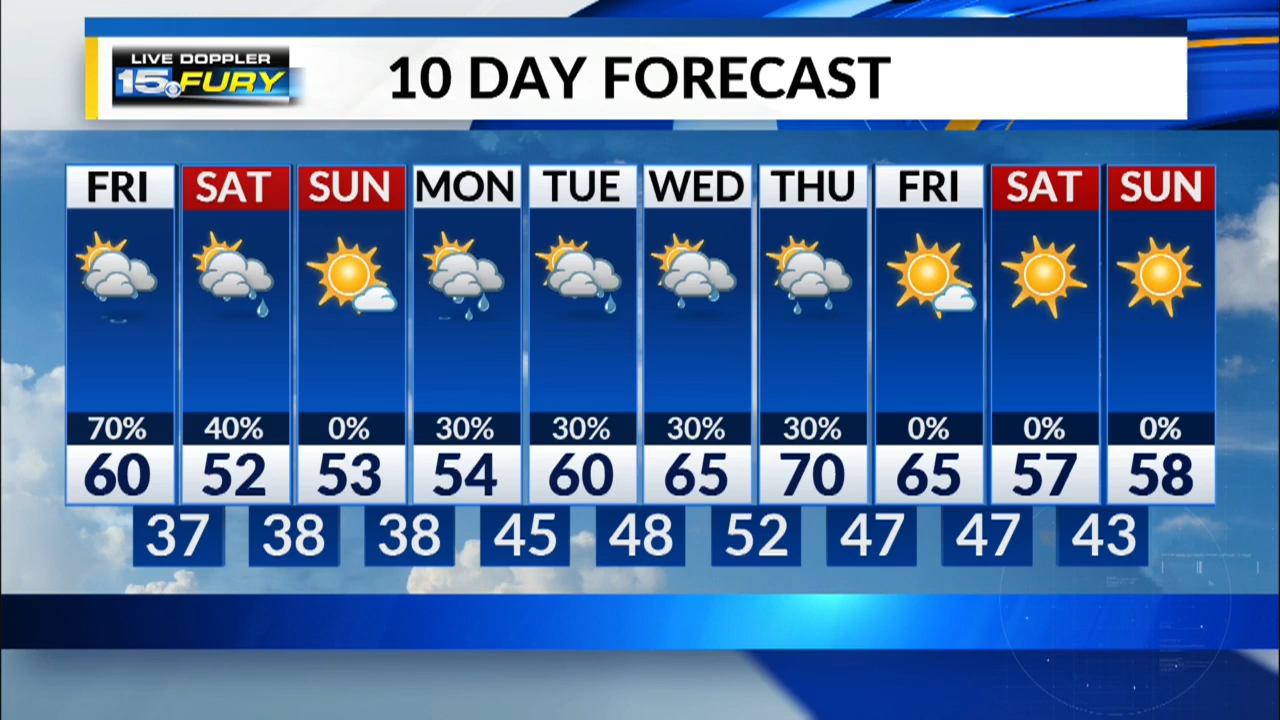 LIVE DOPPLER
15 FURY
10 DAY FORECAST
FRI SAT SUN MON TUE WED THU FRI SAT SUN
70% 40% 0% 30% 30% 30% 30% 0% 0% 0%
60 52 53 54 60 65 70 65 57 58
37 38 38 45 48 52 47 47 43